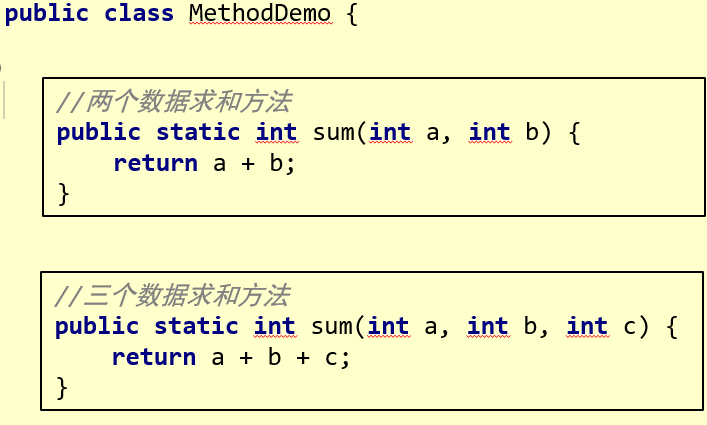 public class MethodDemo {
//两个数据求和方法
public static int sum(int a, int b) {
return a + b;
}
//三个数据求和方法
public static int sum(int a, int b, int c) {
return a + b + c;
}